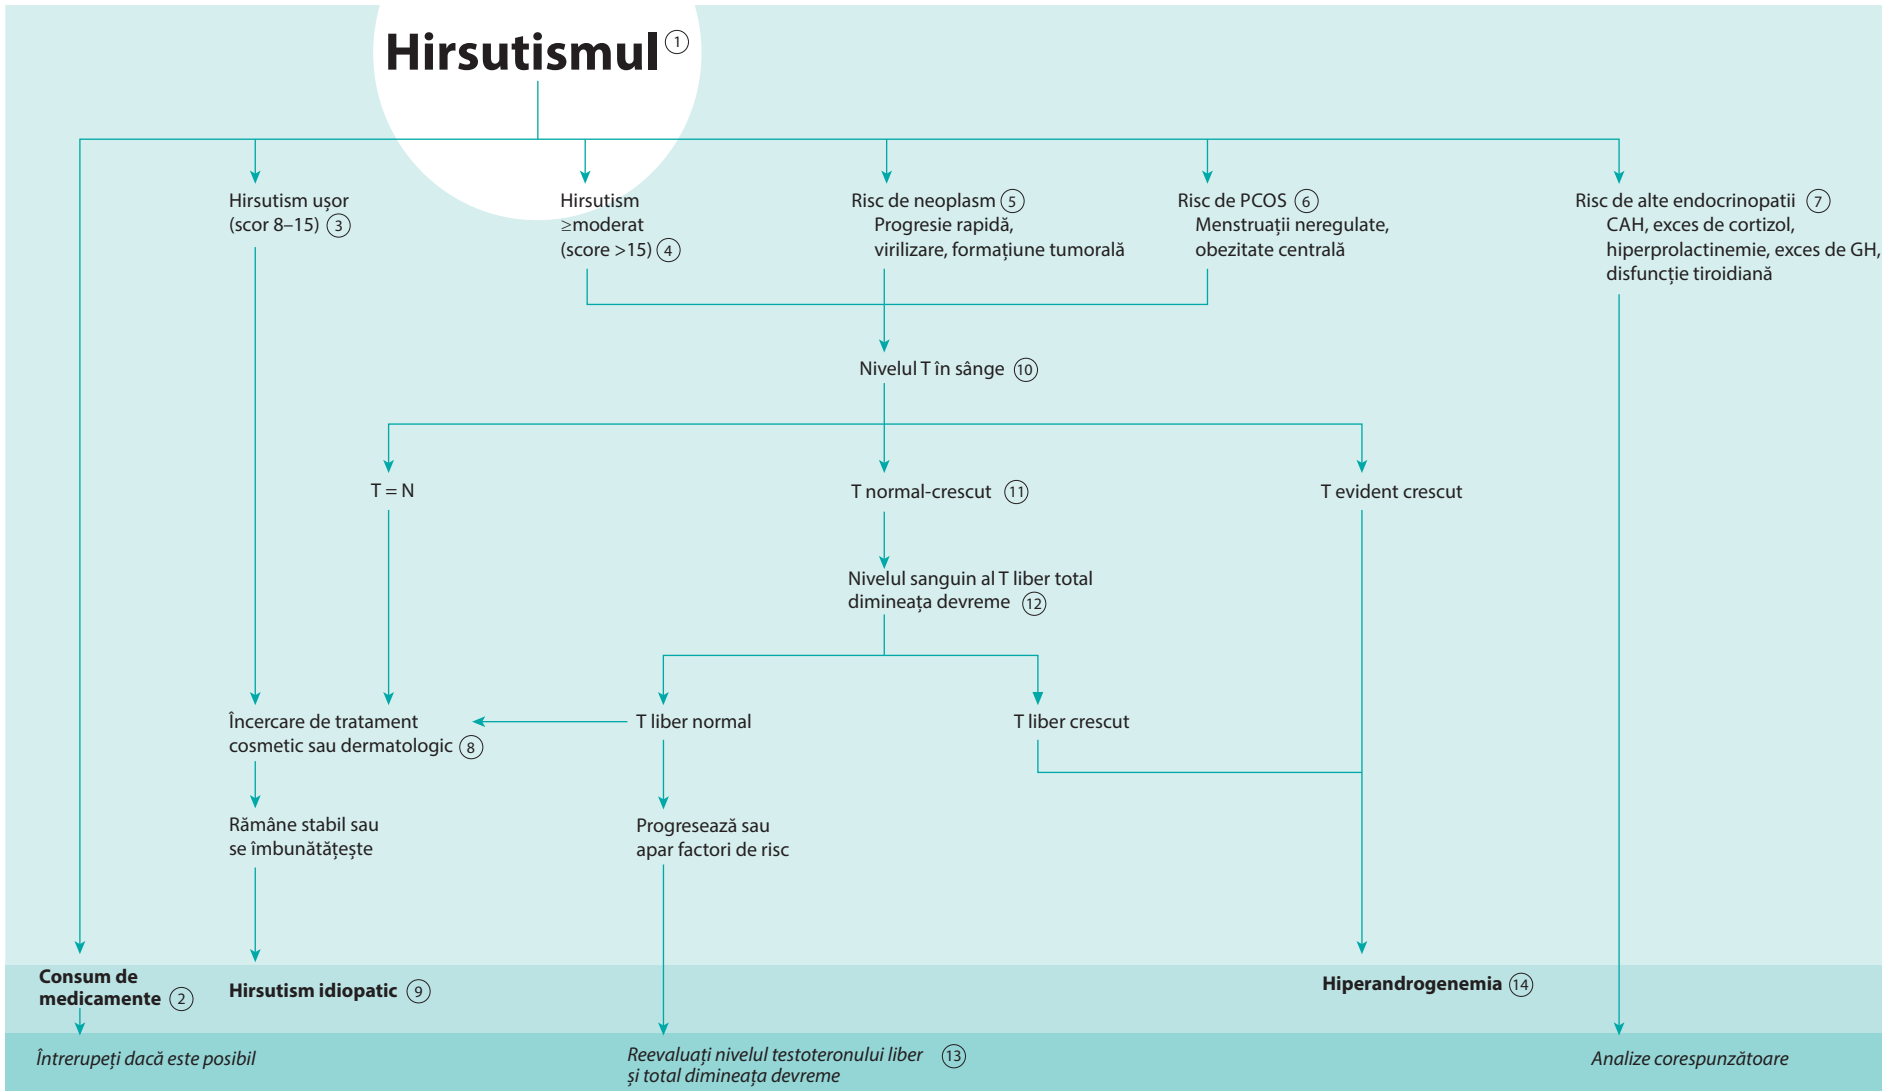 Hirsutismul 1
Hirsutism ușor
(scor 8–15) 3
Hirsutism
≥moderat
(score >15) 4
Risc de neoplasm 5
Progresie rapidă,
virilizare, formațiune tumorală
Risc de PCOS 6
Menstruații neregulate,
obezitate centrală
Risc de alte endocrinopatii 7
CAH, exces de cortizol,
hiperprolactinemie, exces de GH,
disfuncție tiroidiană
Nivelul T în sânge 10
T = N
T normal-crescut 11
T evident crescut
Nivelul sanguin al T liber total
dimineața devreme 12
Încercare de tratament
cosmetic sau dermatologic 8
T liber normal
T liber crescut
Rămâne stabil sau
se îmbunătățește
Progresează sau
apar factori de risc
Consum de
medicamente 2
Hirsutism idiopatic 9
Hiperandrogenemia 14
Întrerupeți dacă este posibil
Reevaluați nivelul testoteronului liber 13
și total dimineața devreme
Analize corespunzătoare